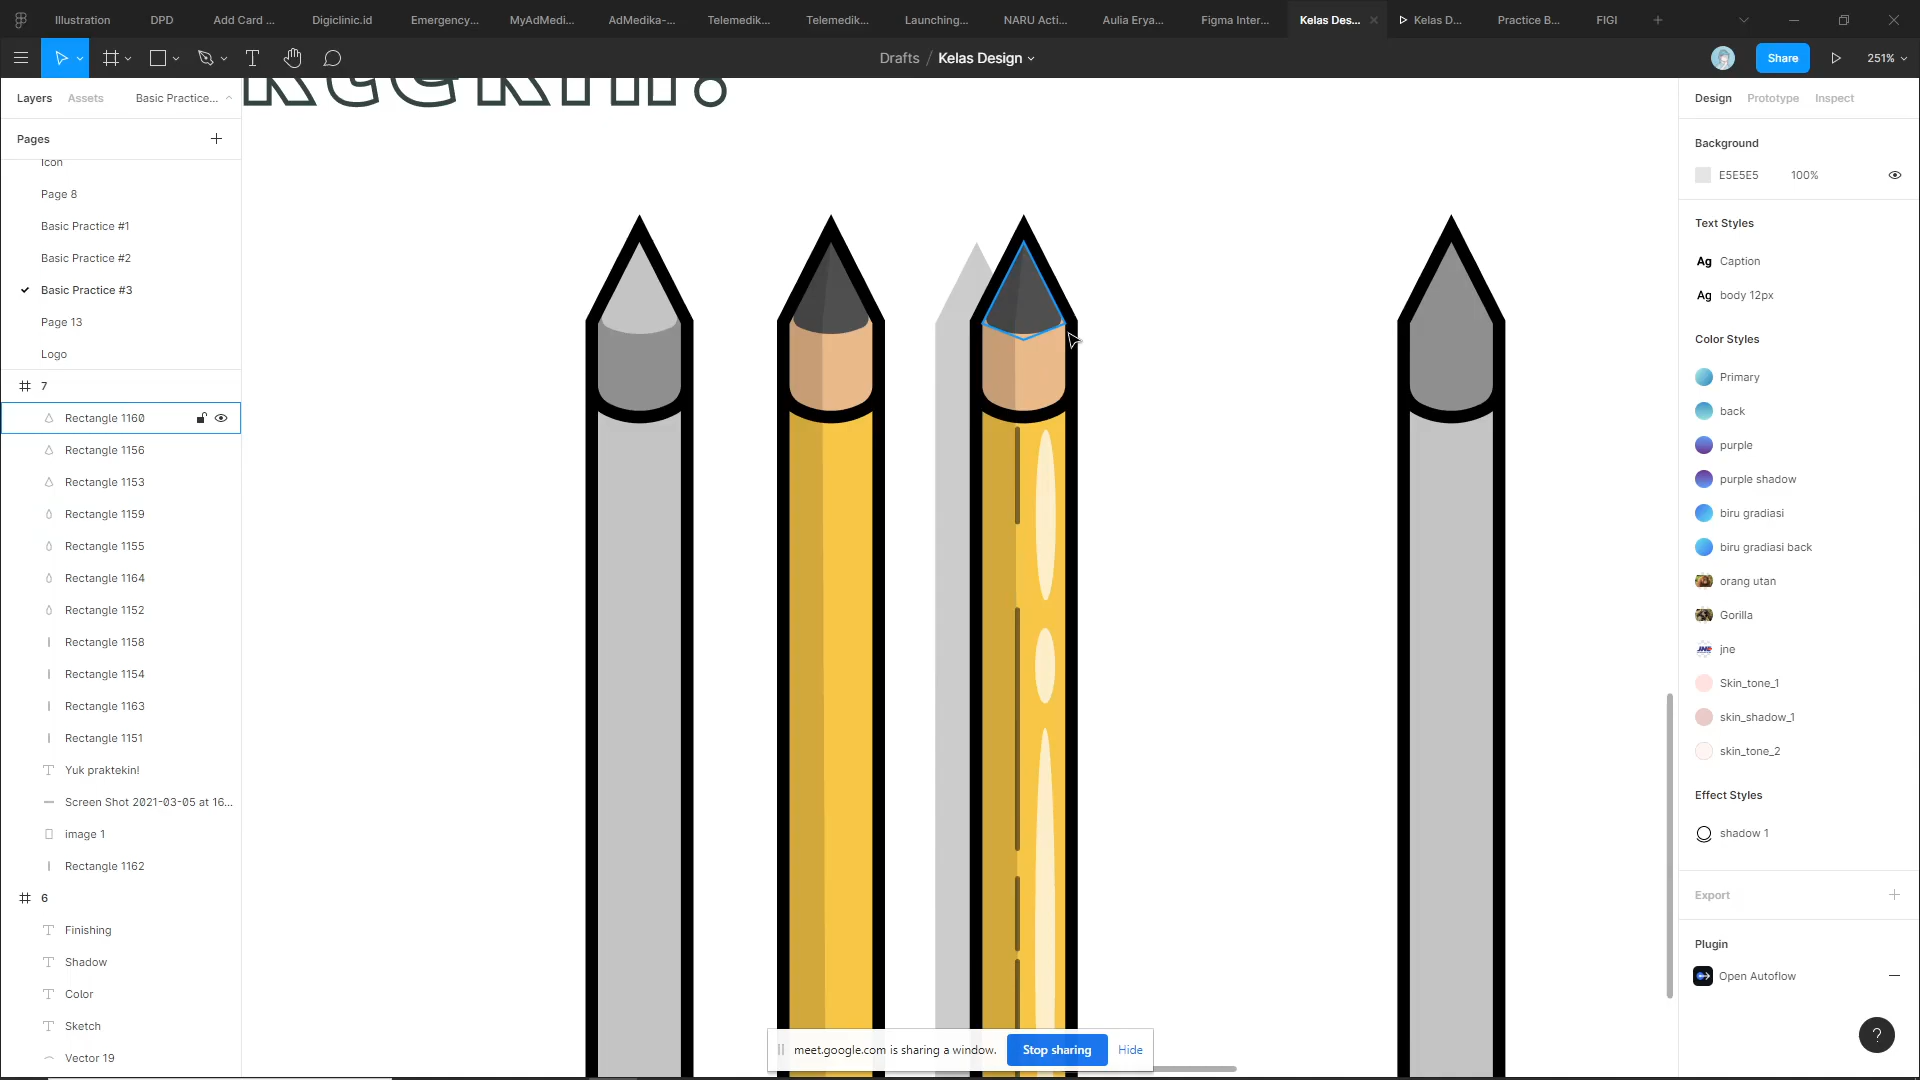 Illustration DPD Add Card ... Digiclinic.id Emergency... MyAdMedi... AdMedika-... Telemedik... Telemedik... Launching... NARU Acti... Aulia Erya... Figma Inter... Kelas Des... Kelas D... Practice B... FIGI
Drafts / Kelas Design
Share
251%
Layers Assets Basic Practice...
Pages
Icon
Page 8
Basic Practice #1
Basic Practice #2
Basic Practice #3
Page 13
Logo
7
Rectangle 1160
Rectangle 1156
Rectangle 1153
Rectangle 1159
Rectangle 1155
Rectangle 1164
Rectangle 1152
Rectangle 1158
Rectangle 1154
Rectangle 1163
Rectangle 1151
Yuk praktekin!
Screen Shot 2021-03-05 at 16...
image 1
Rectangle 1162
6
Finishing
Shadow
Color
Sketch
Vector 19
meet.google.com is sharing a window. Stop sharing Hide
Design Prototype Inspect
Background
E5E5E5 100%
Text Styles
Ag Caption
Ag body 12px
Color Styles
Primary
back
purple
purple shadow
biru gradiasi
biru gradiasi back
orang utan
Gorilla
JNE jne
Skin_tone_1
skin_shadow_1
skin_tone_2
Effect Styles
shadow 1
Export
Plugin
Open Autoflow
?